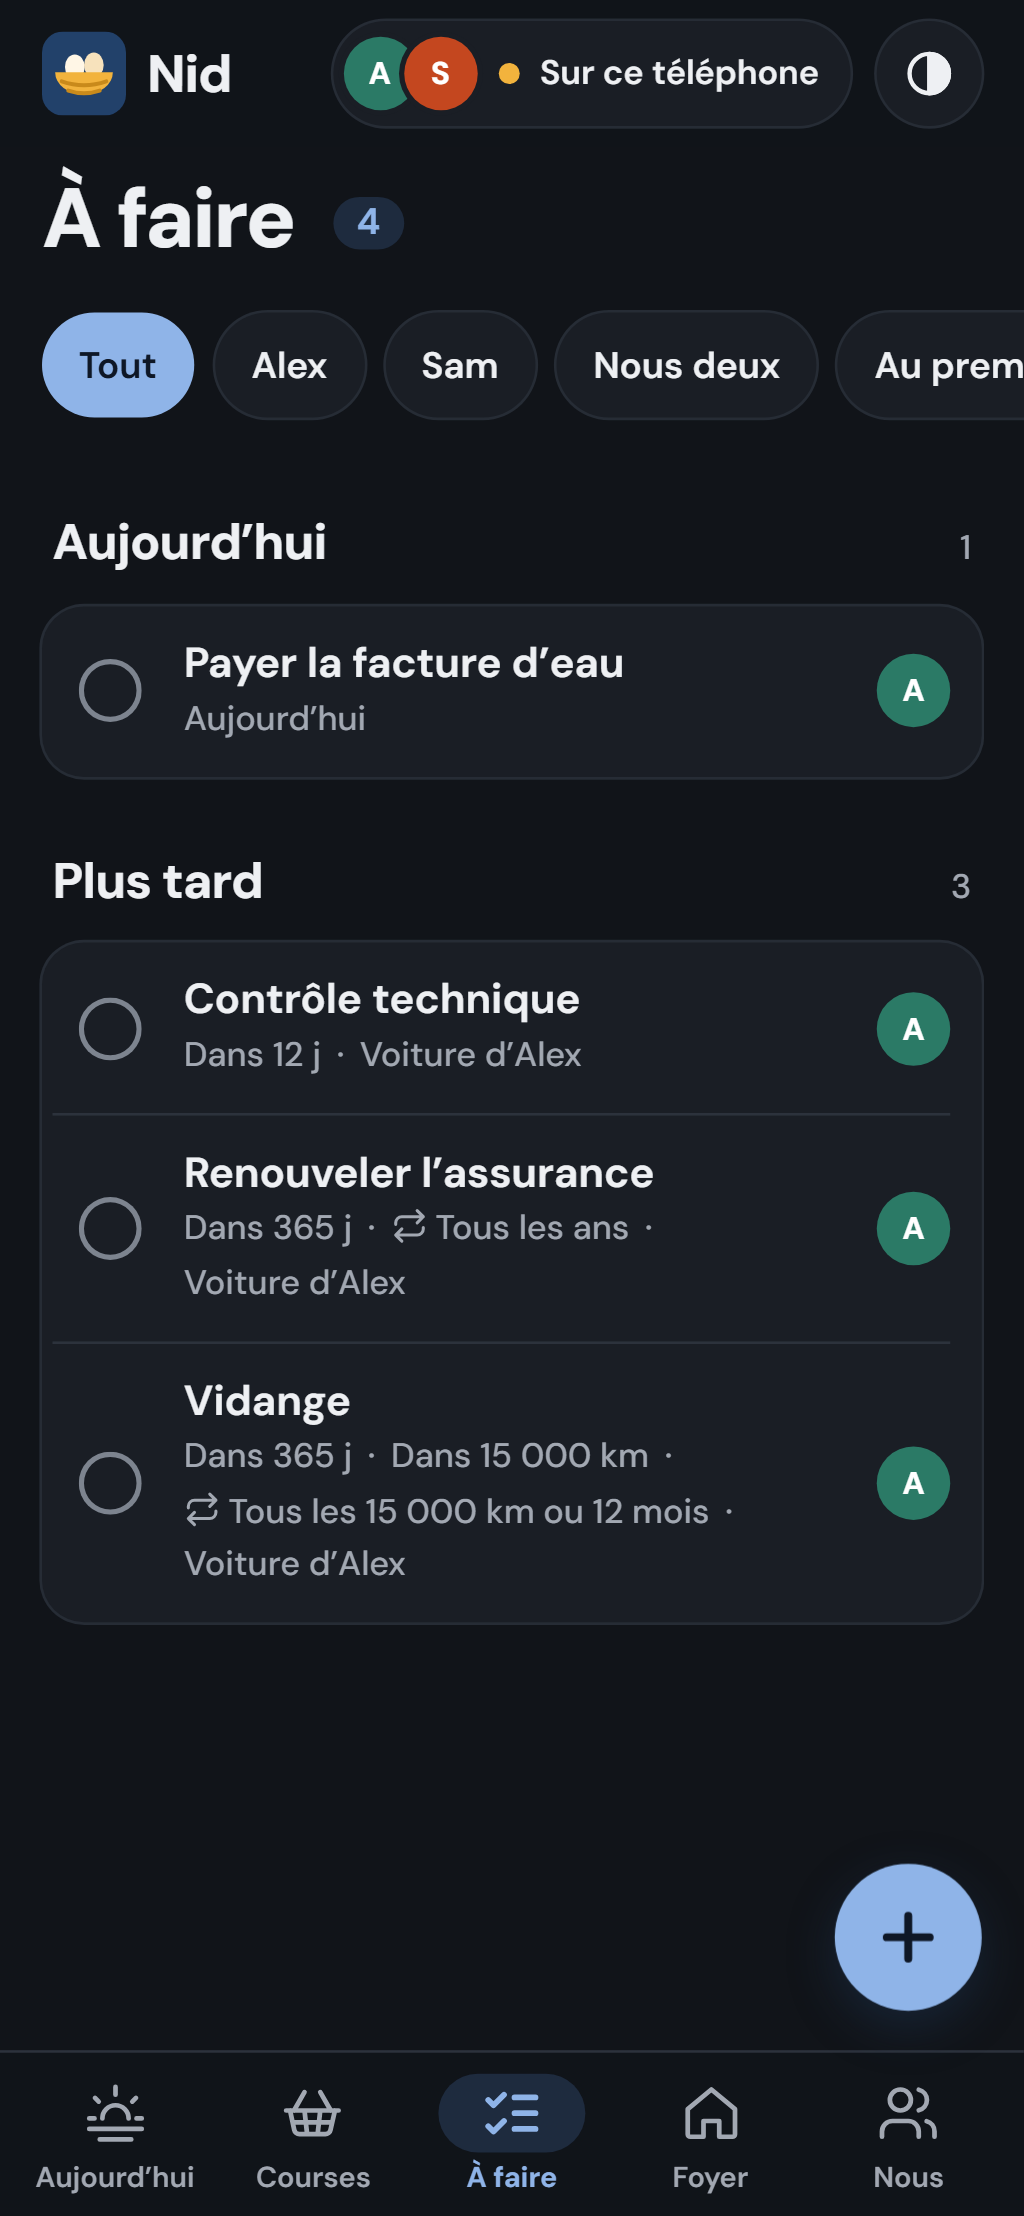 Nid
A S Sur ce téléphone
À faire 4
Tout Alex Sam Nous deux Au prem
Aujourd’hui 1
Payer la facture d’eau
Aujourd’hui
A
Plus tard 3
Contrôle technique
Dans 12 j · Voiture d’Alex
A
Renouveler l’assurance
Dans 365 j · Tous les ans ·
Voiture d’Alex
A
Vidange
Dans 365 j · Dans 15 000 km ·
Tous les 15 000 km ou 12 mois ·
Voiture d’Alex
A
Aujourd’hui Courses À faire Foyer Nous